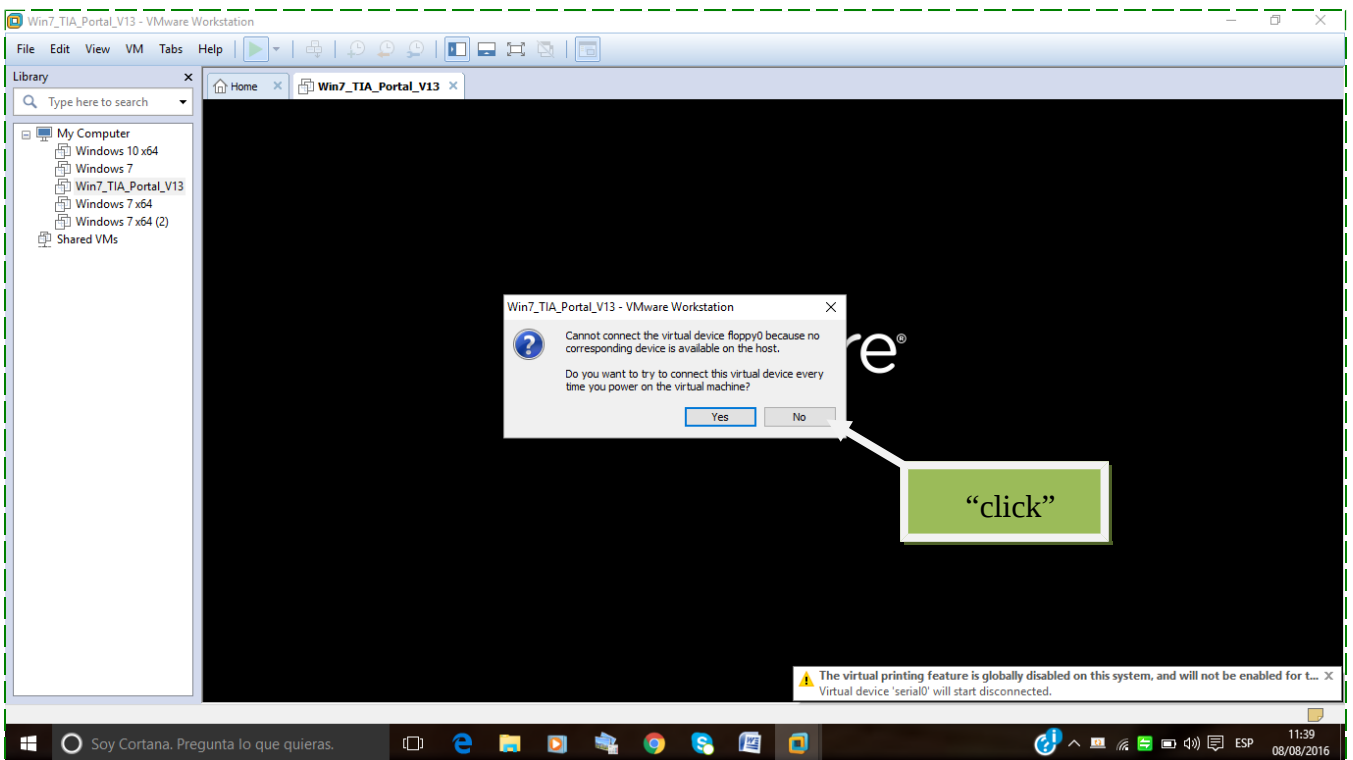 Win7_TIA_Portal_V13 - VMware Workstation
File Edit View VM Tabs Help
Library
Home
Win7_TIA_Portal_V13
Type here to search
My Computer
Windows 10 x64
Windows 7
Win7_TIA_Portal_V13
Windows 7 x64
Windows 7 x64 (2)
Shared VMs
Win7_TIA_Portal_V13 - VMware Workstation
Cannot connect the virtual device floppy0 because no
corresponding device is available on the host.
Do you want to try to connect this virtual device every
time you power on the virtual machine?
Yes No
re®
“click”
The virtual printing feature is globally disabled on this system, and will not be enabled for t...
Virtual device 'serial0' will start disconnected.
Soy Cortana. Pregunta lo que quieras.
ESP
11:39
08/08/2016